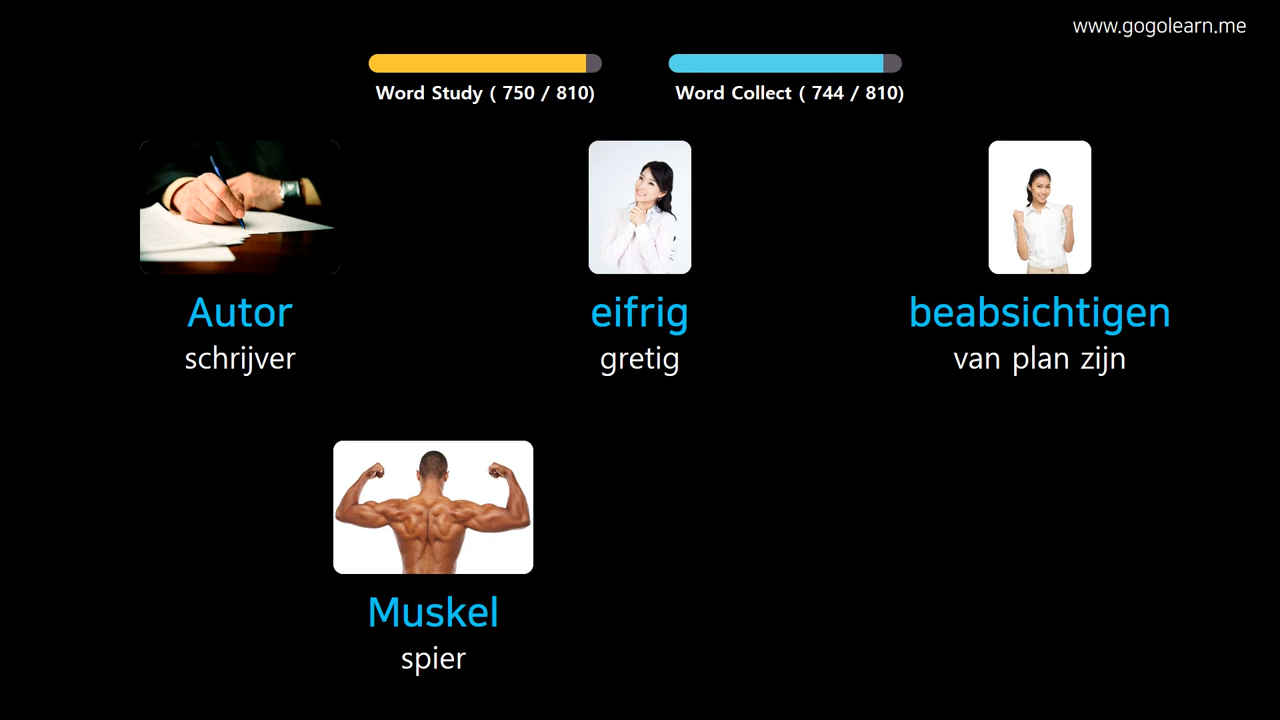 www.gogolearn.me
Word Study ( 750 / 810)
Word Collect ( 744 / 810)
Autor
schrijver
eifrig
gretig
beabsichtigen
van plan zijn
Muskel
spier